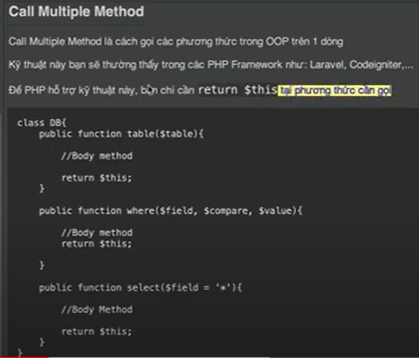 Call Multiple Method
Call Multiple Method là cách gọi các phương thức trong OOP trên 1 dòng
Kỹ thuật này bạn sẽ thường thấy trong các PHP Framework như: Laravel, Codeigniter,...
Để PHP hỗ trợ kỹ thuật này, bạn chỉ cần return $this tại phương thức cần gọi
class DB{
public function table($table){
//Body method
return $this;
}
public function where($field, $compare, $value){
//Body method
return $this;
}
public function select($field = '*'){
//Body Method
return $this;
}
}